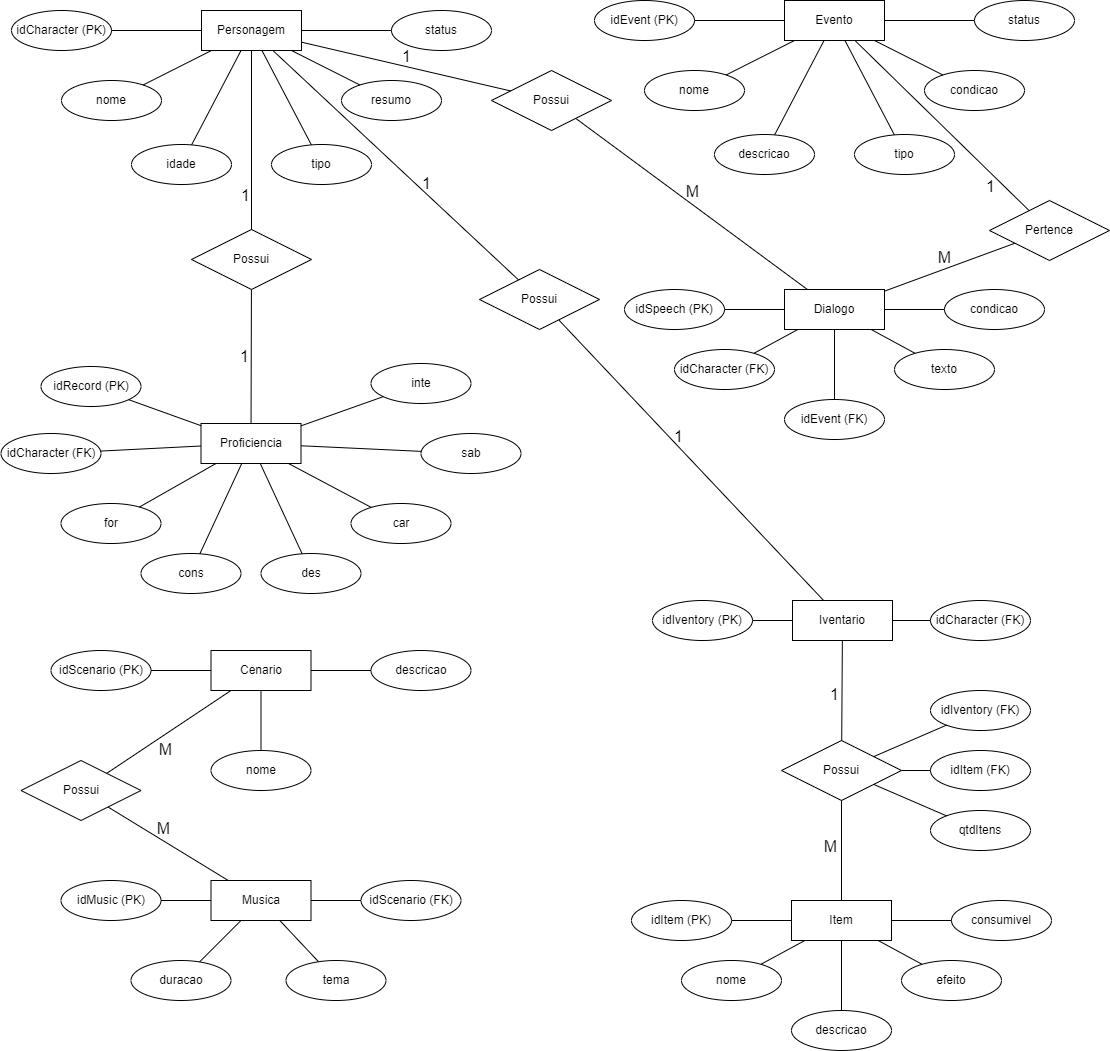 idCharacter (PK)
Personagem
status
nome
resumo
idade
tipo
1
Possui
idEvent (PK)
Evento
status
nome
condicao
descricao
tipo
1
Pertence
M
M
1
Possui
1
Possui
idSpeech (PK)
Dialogo
condicao
idCharacter (FK)
texto
idEvent (FK)
1
idRecord (PK)
inte
idCharacter (FK)
Proficiencia
sab
for
car
cons
des
1
idIventory (PK)
Iventario
idCharacter (FK)
1
idIventory (FK)
Possui
idItem (FK)
qtdItens
M
idItem (PK)
Item
consumivel
nome
efeito
descricao
idScenario (PK)
Cenario
descricao
nome
M
Possui
M
idMusic (PK)
Musica
idScenario (FK)
duracao
tema